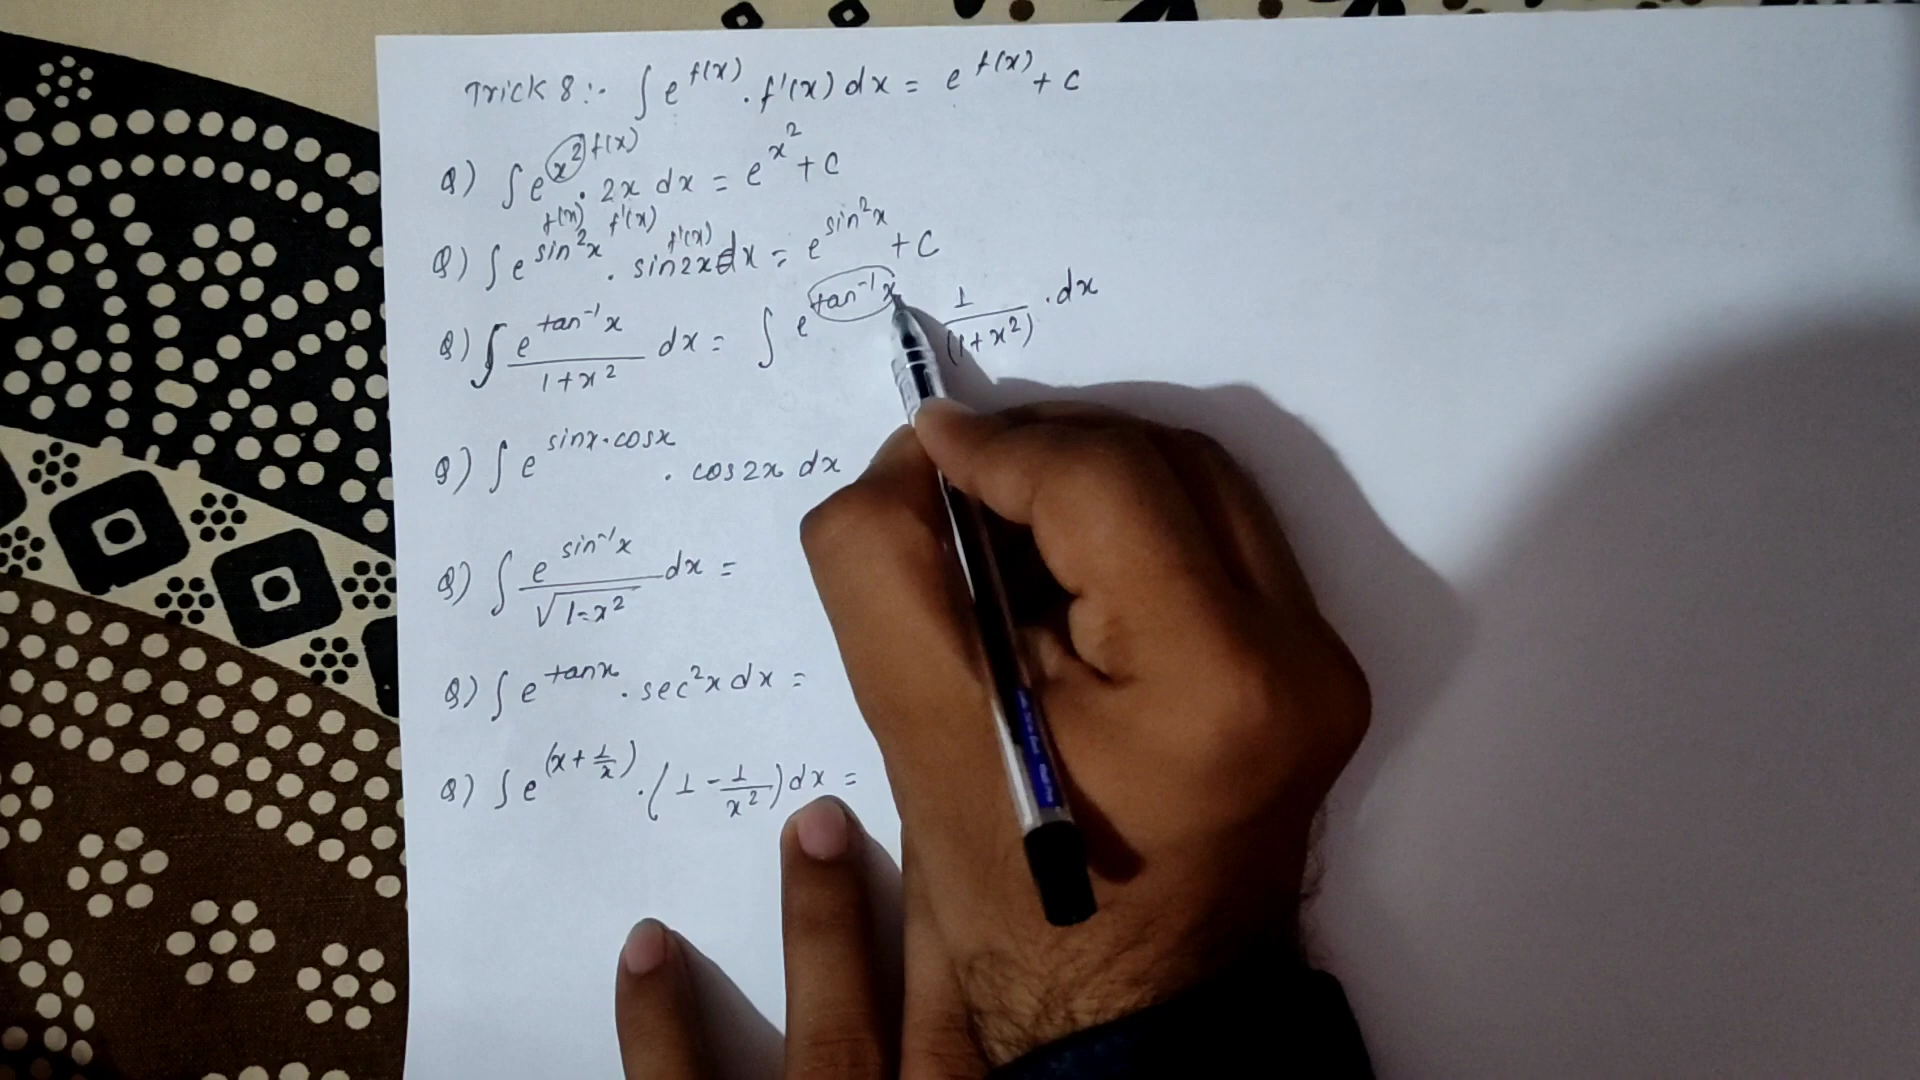 Trick 8:- ∫e^f(x) . f'(x) dx = e^f(x) + c
Q) ∫e^x² f(x) . 2x dx = e^x² + c
f(x) f'(x) f'(x)
Q) ∫e^sin²x . sin2x dx = e^sin²x + c
Q) ∫ e^tan⁻¹x / 1+x² dx = ∫ e^tan⁻¹x 1/(1+x²) . dx
Q) ∫e^sinx.cosx . cos2x dx
Q) ∫ e^sin⁻¹x / √1-x² dx =
Q) ∫e^tanx . sec²x dx =
Q) ∫e^(x+1/x) . (1 - 1/x²) dx =